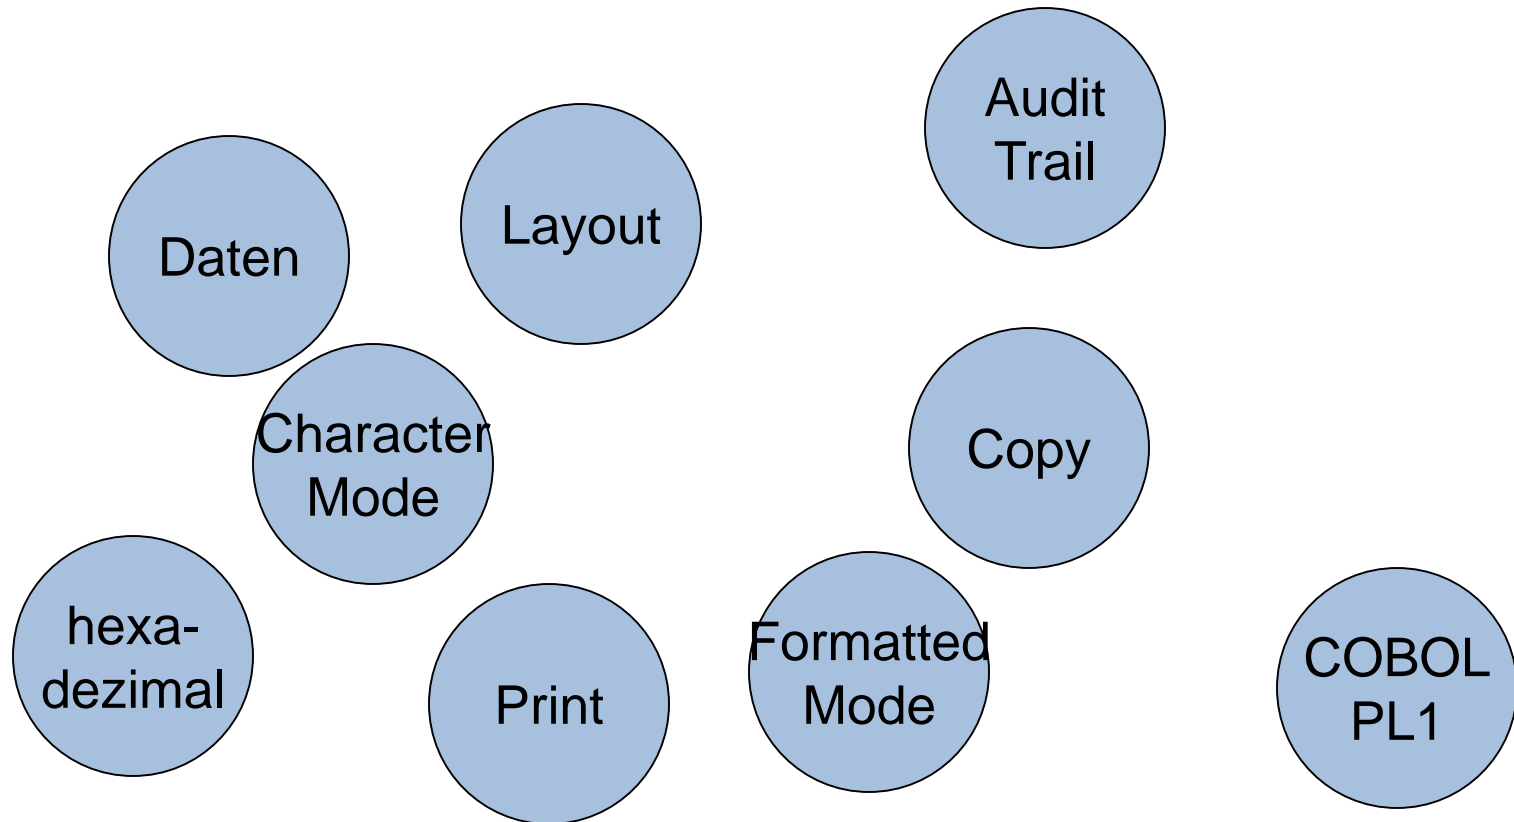 Audit
Trail
Layout
Daten
Character
Mode
Copy
hexa-
dezimal
Formatted
Mode
Print
COBOL
PL1